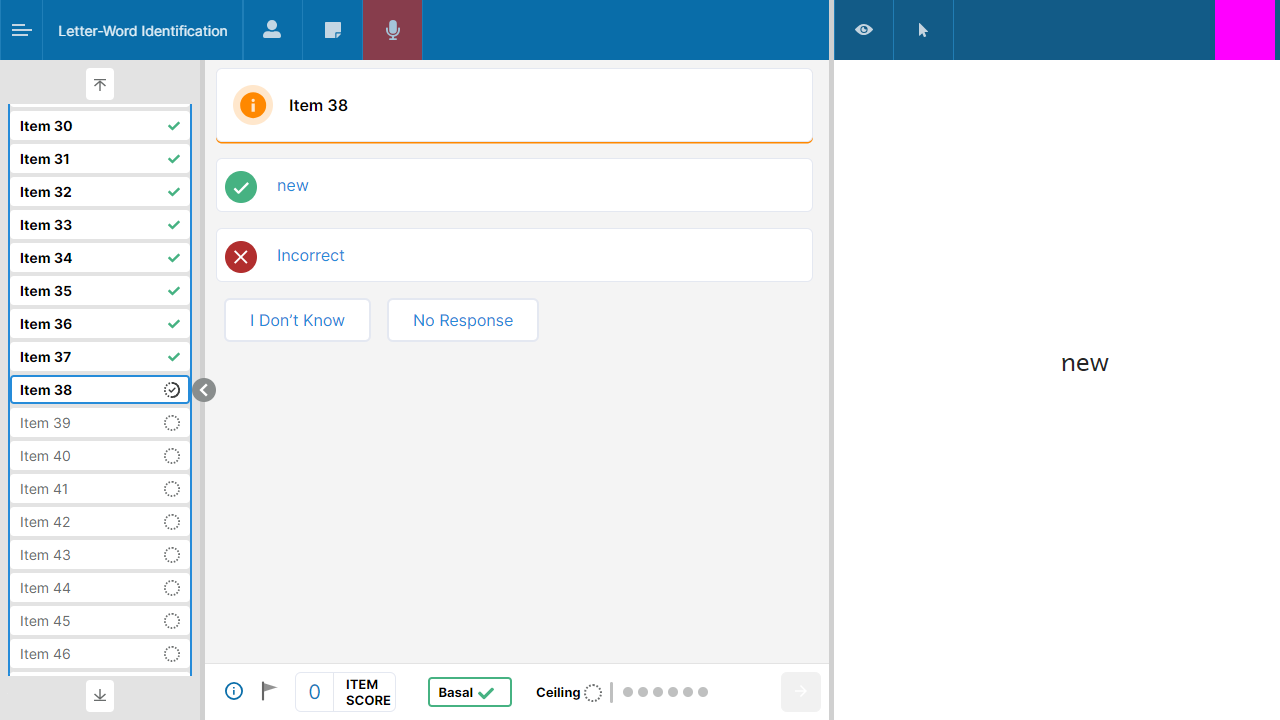 Letter-Word Identification
Item 30
Item 31
Item 32
Item 33
Item 34
Item 35
Item 36
Item 37
Item 38
Item 39
Item 40
Item 41
Item 42
Item 43
Item 44
Item 45
Item 46
Item 38
new
Incorrect
I Don’t Know
No Response
0
ITEM
SCORE
Basal
Ceiling
new